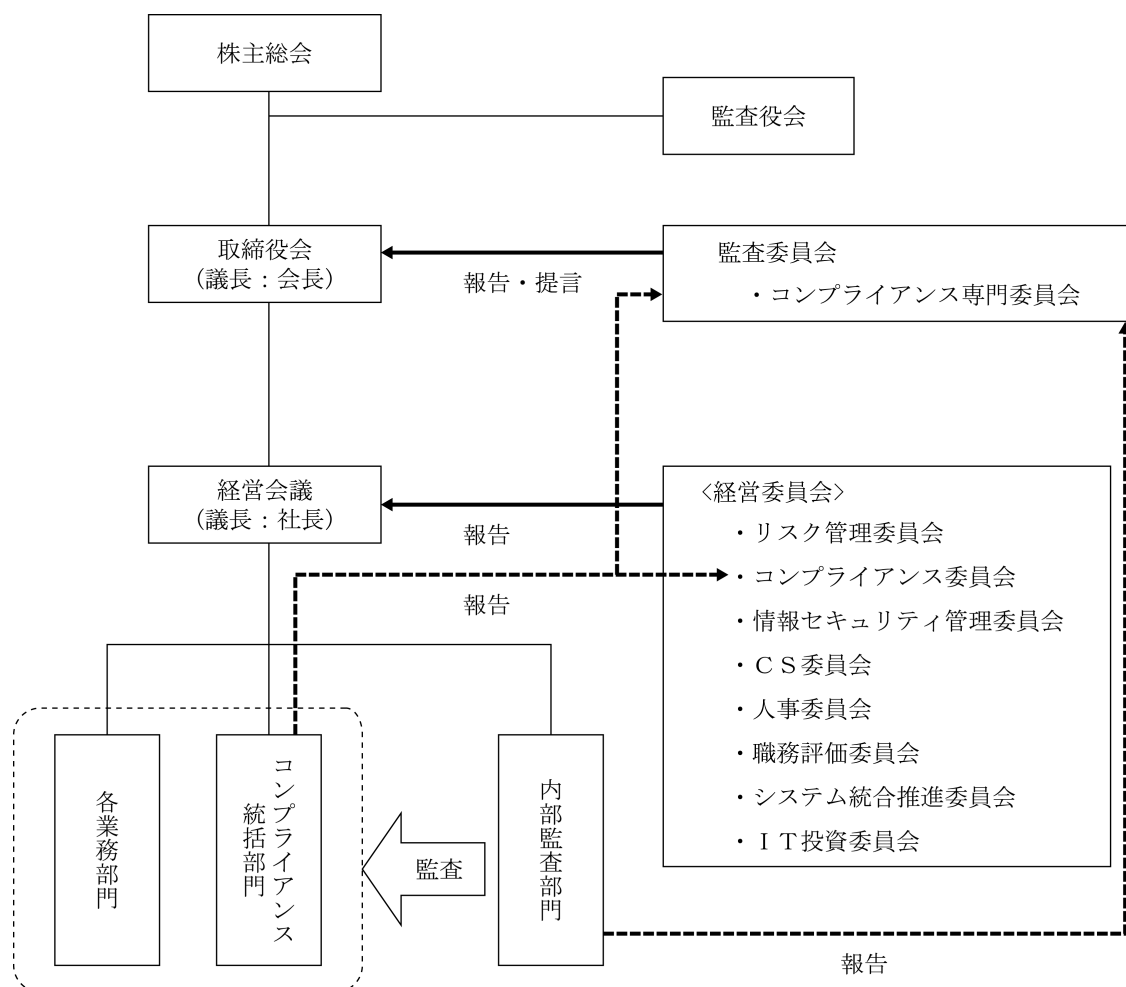 株主総会
監査役会
取締役会
(議長：会長)
報告・提言
監査委員会
・コンプライアンス専門委員会
経営会議
(議長：社長)
報告
報告
<経営委員会>
・リスク管理委員会
・コンプライアンス委員会
・情報セキュリティ管理委員会
・ＣＳ委員会
・人事委員会
・職務評価委員会
・システム統合推進委員会
・ＩＴ投資委員会
各業務部門
コンプライアンス
統括部門
監査
内部監査部門
報告